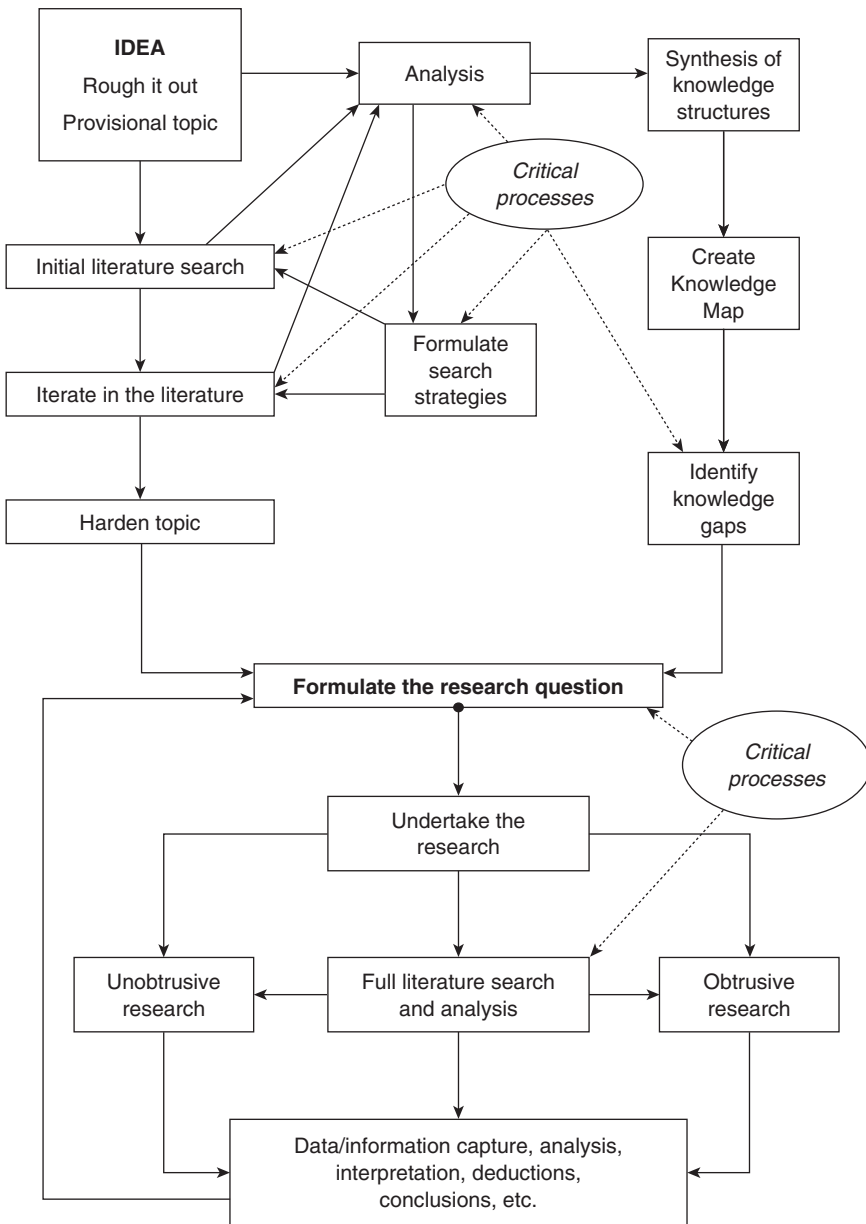 IDEA
Rough it out
Provisional topic
Analysis
Synthesis of
knowledge
structures
Critical
processes
Initial literature search
Create
Knowledge
Map
Formulate
search
strategies
Iterate in the literature
Identify
knowledge
gaps
Harden topic
Formulate the research question
Critical
processes
Undertake the
research
Unobtrusive
research
Full literature search
and analysis
Obtrusive
research
Data/information capture, analysis,
interpretation, deductions,
conclusions, etc.